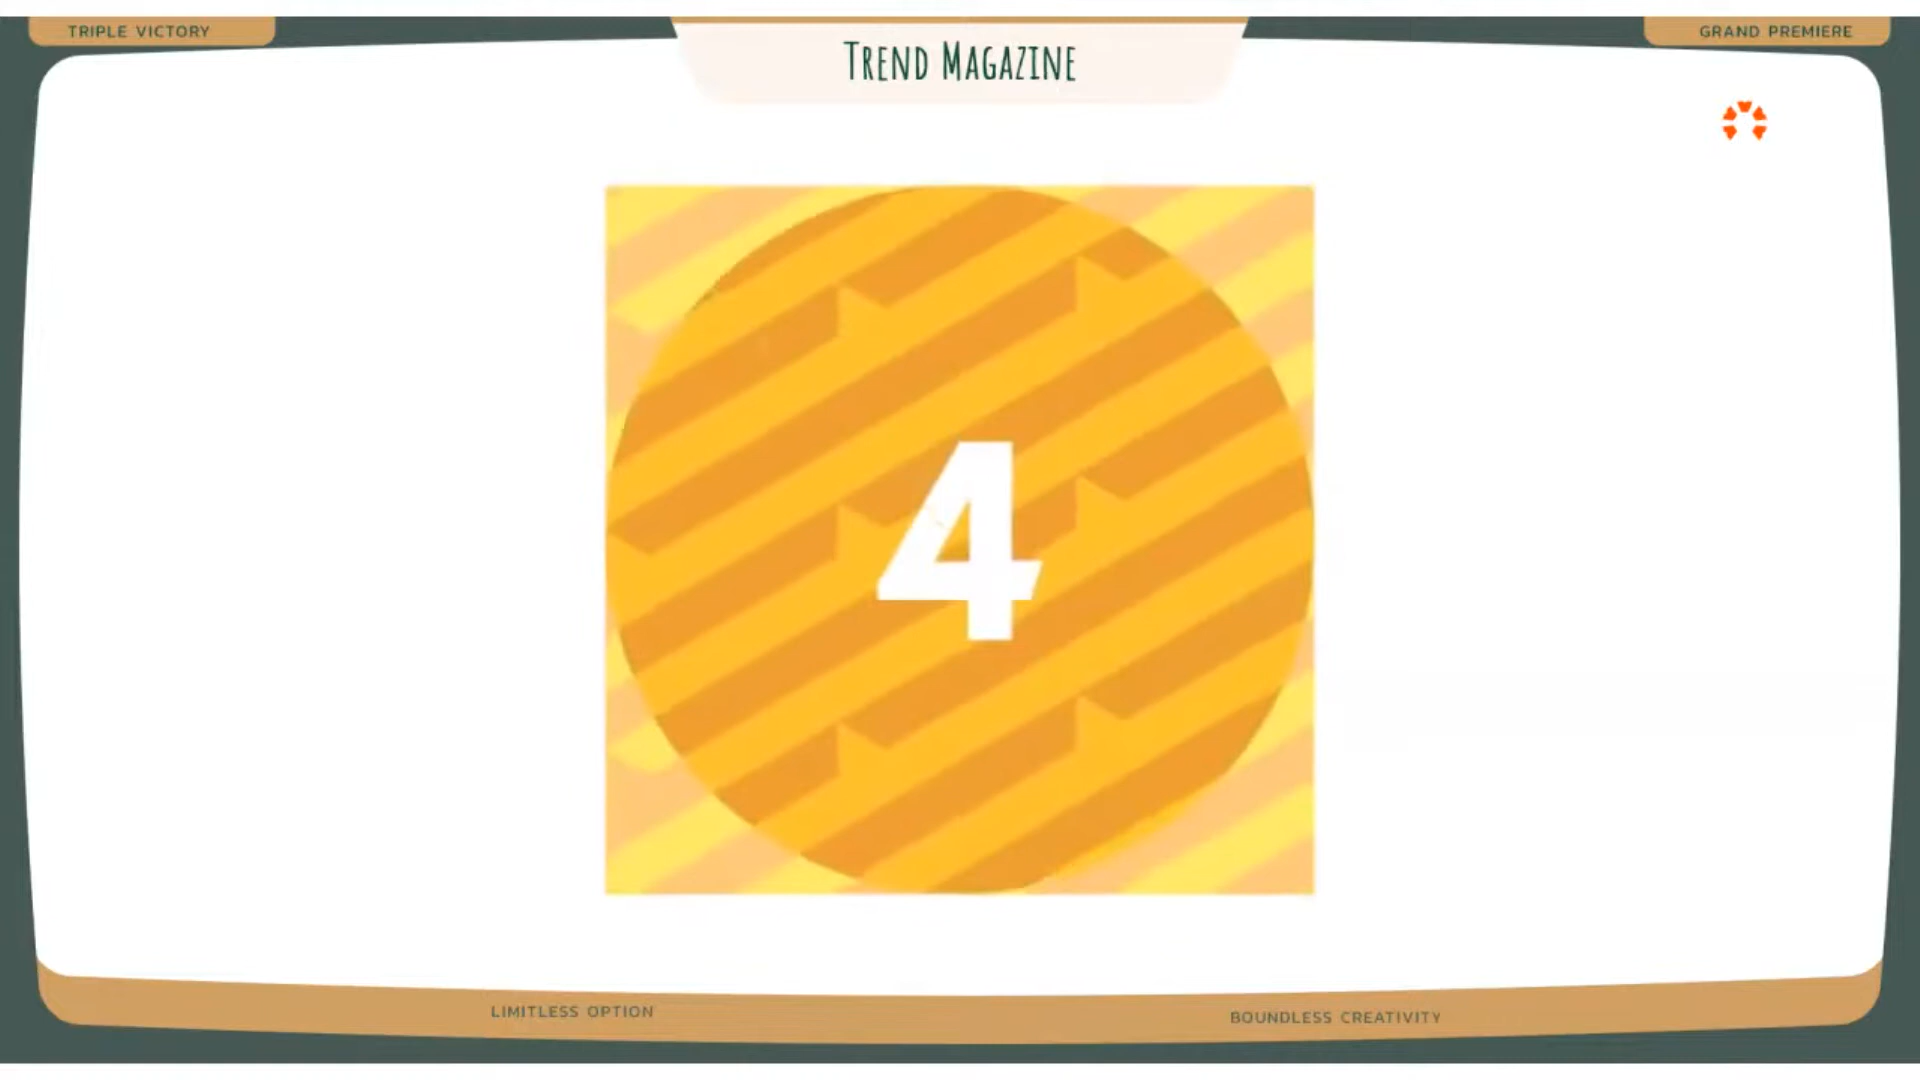 TRIPLE VICTORY
Trend Magazine
GRAND PREMIERE
4
LIMITLESS OPTION
BOUNDLESS CREATIVITY